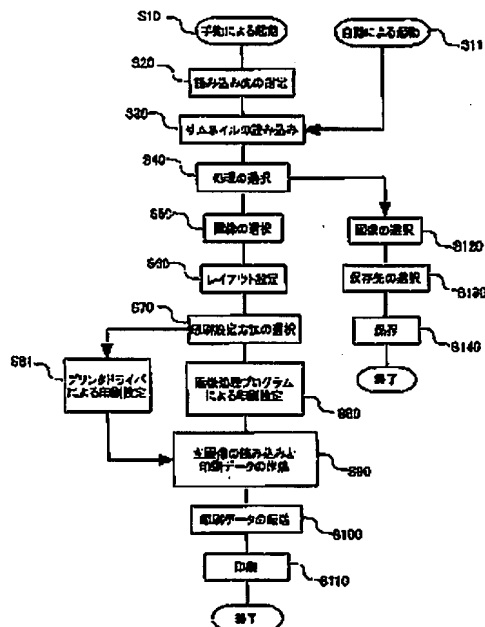 S10
手動による起動
自動による起動
S11
S20
読み込み先の指定
S30
サムネイルの読み込み
S40
処理の選択
S50
画像の選択
画像の選択
S120
S60
レイアウト設定
保存先の選択
S130
S70
印刷設定方法の選択
保存
S140
S81
プリンタドライバ
による印刷設定
画像処理プログラム
による印刷設定
S80
終了
主画像の読み込みと
印刷データの作成
S90
印刷データの転送
S100
印刷
S110
終了